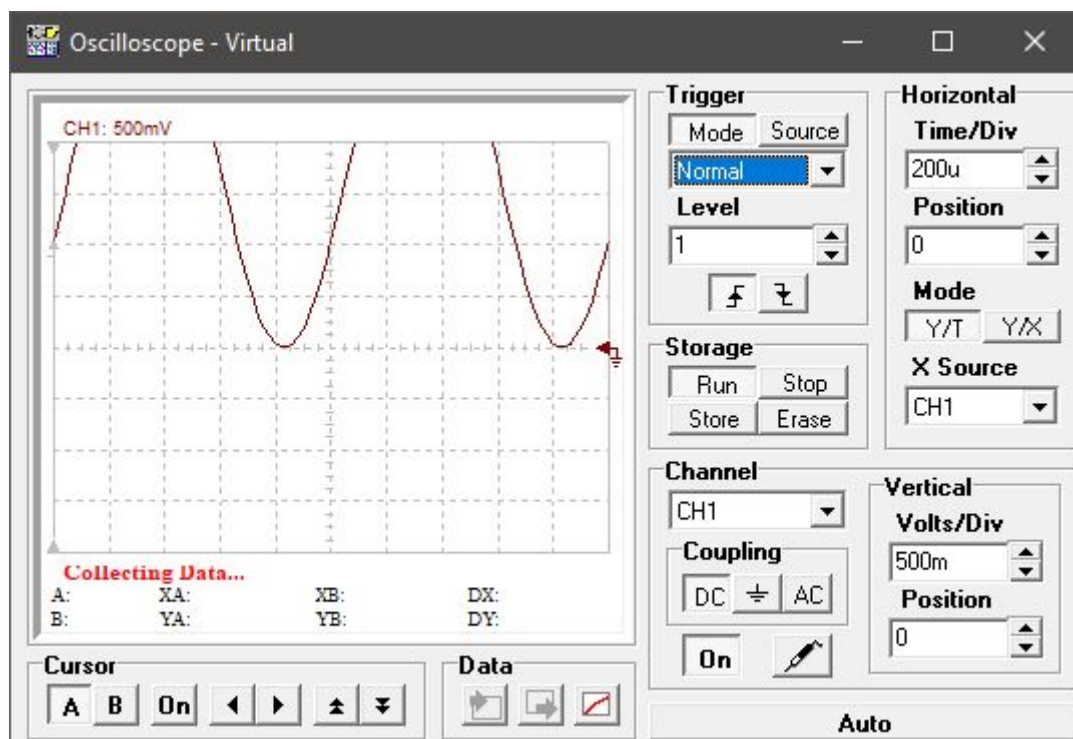 Oscilloscope - Virtual
CH1: 500mV
Collecting Data...
A: XA: XB: DX:
B: YA: YB: DY:
Cursor
A B On
Data
Trigger
Mode Source
Normal
Level
1
Storage
Run Stop
Store Erase
Horizontal
Time/Div
200u
Position
0
Mode
Y/T Y/X
X Source
CH1
Channel
CH1
Coupling
DC AC
On
Vertical
Volts/Div
500m
Position
0
Auto